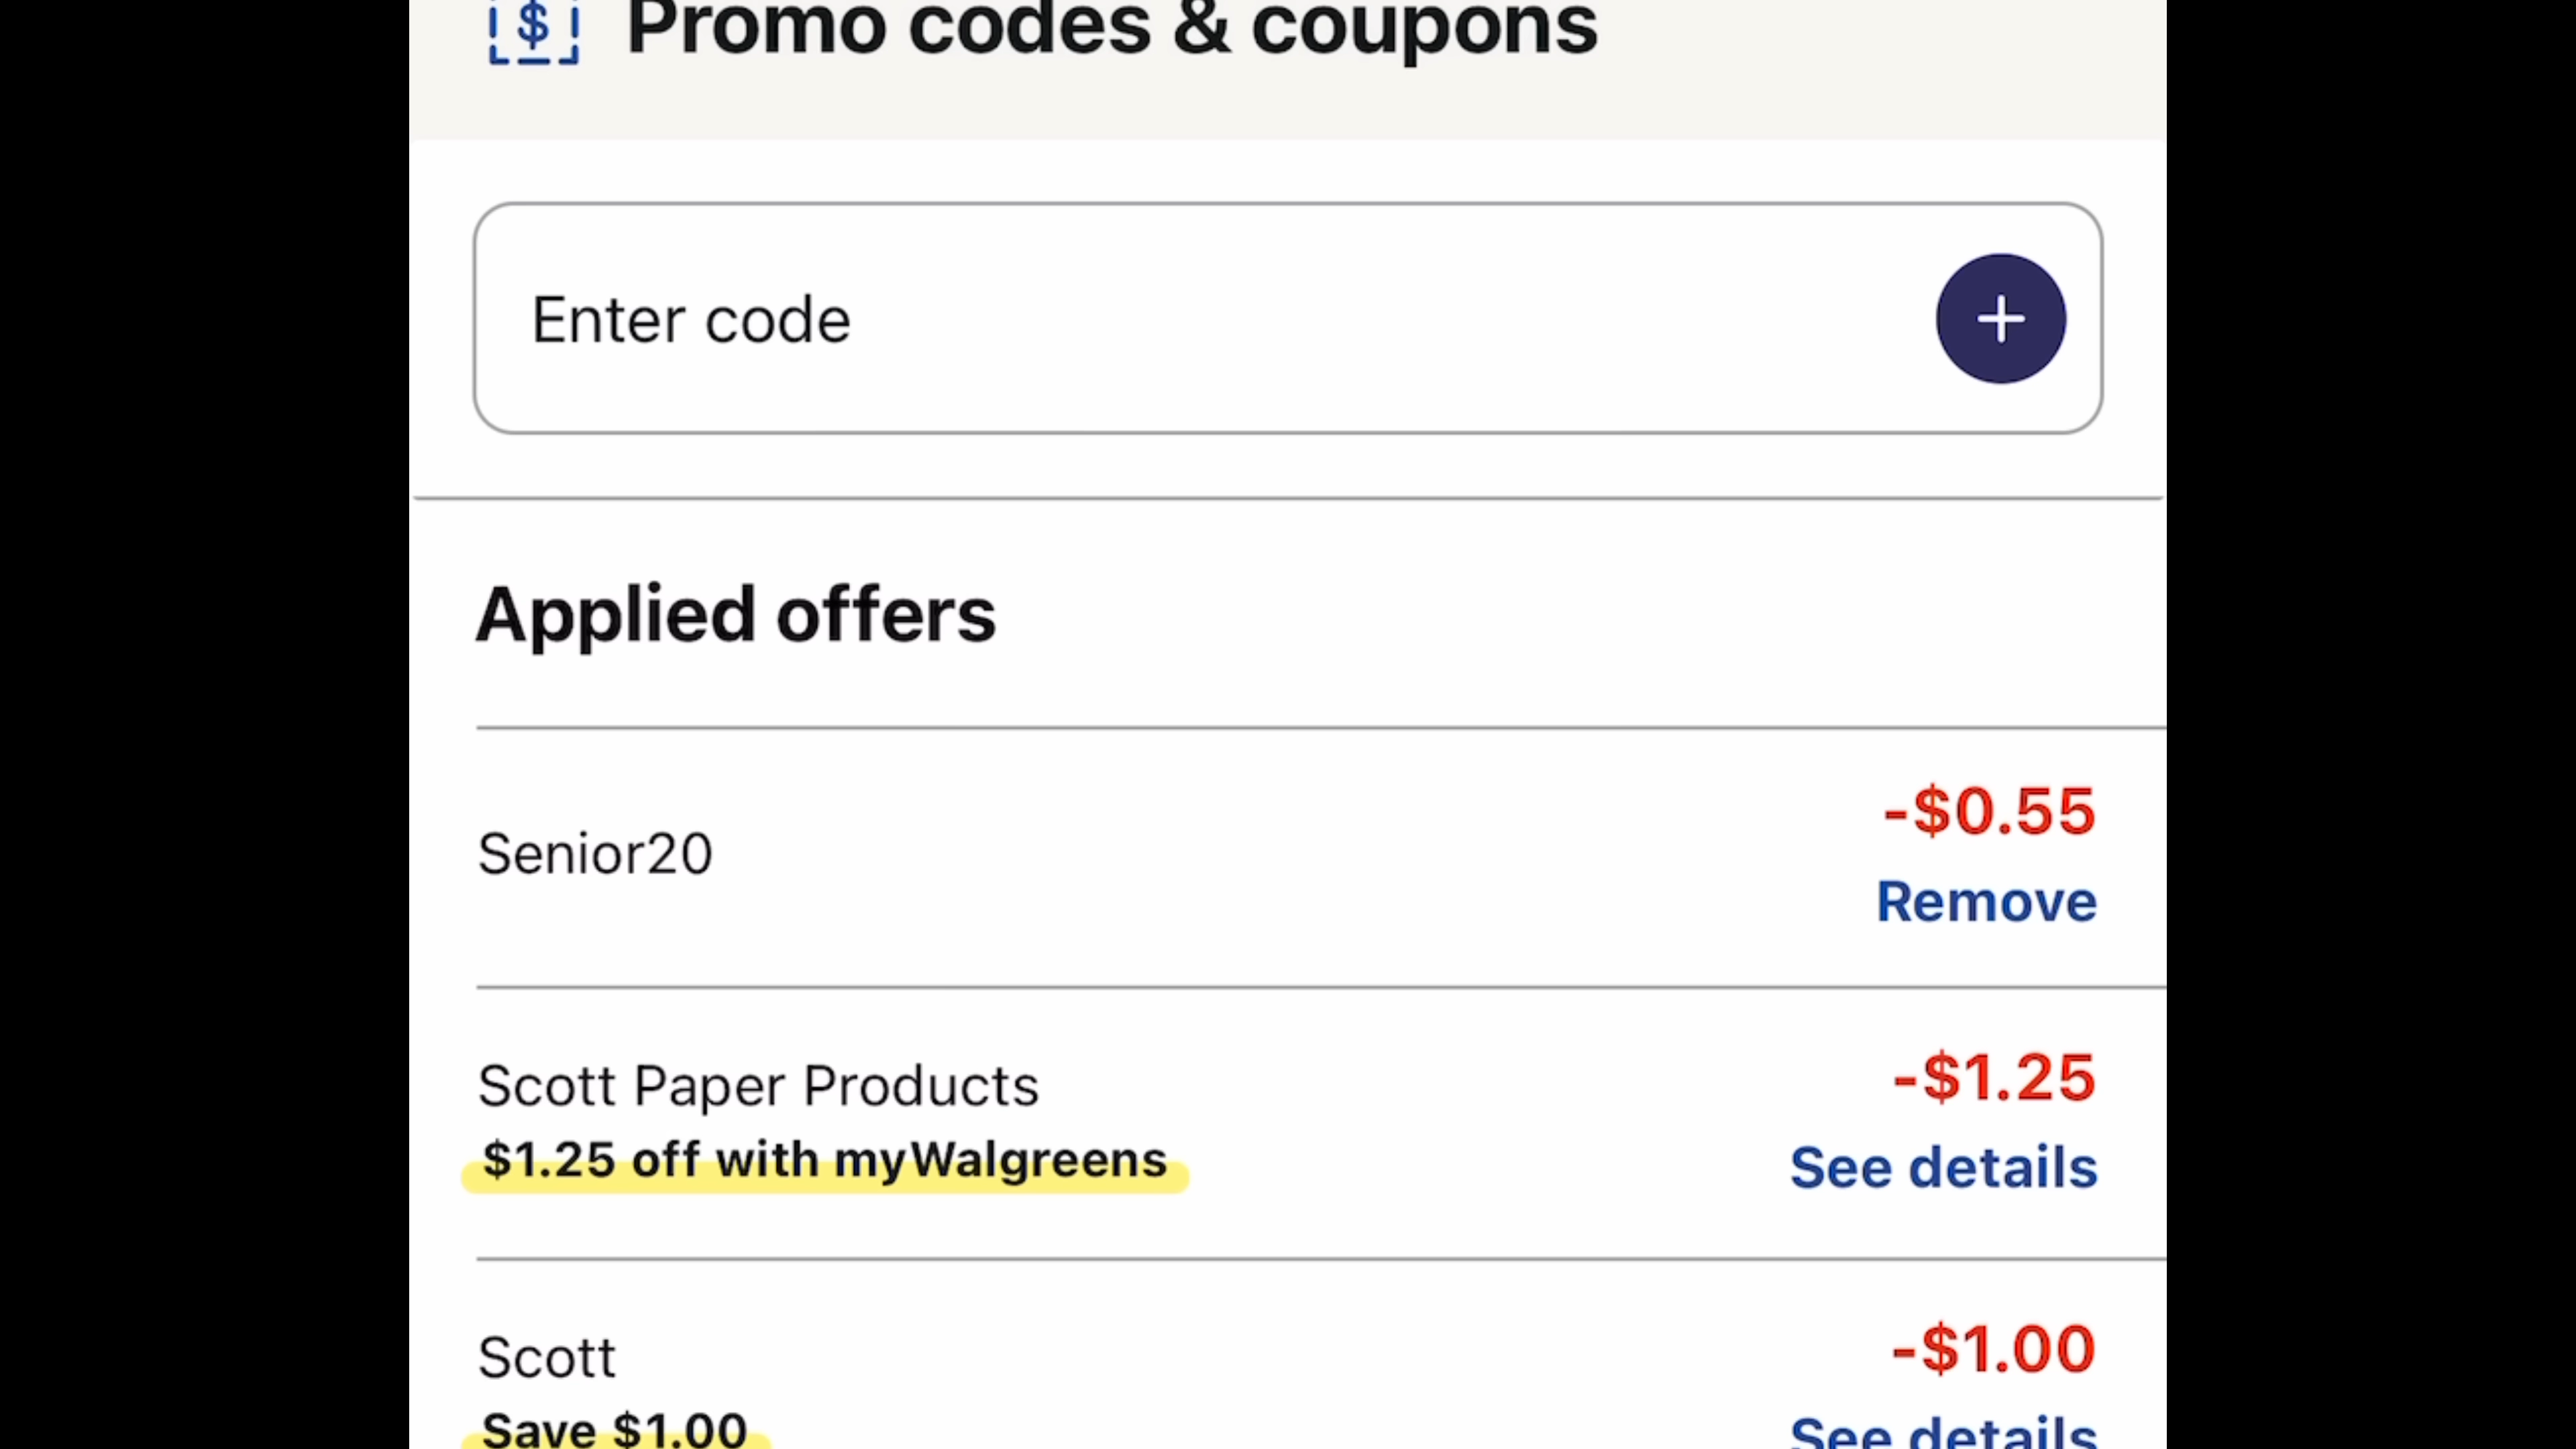 $ Promo codes & coupons
Enter code
+
Applied offers
Senior20
-$0.55
Remove
Scott Paper Products
$1.25 off with myWalgreens
-$1.25
See details
Scott
Save $1.00
-$1.00
See details